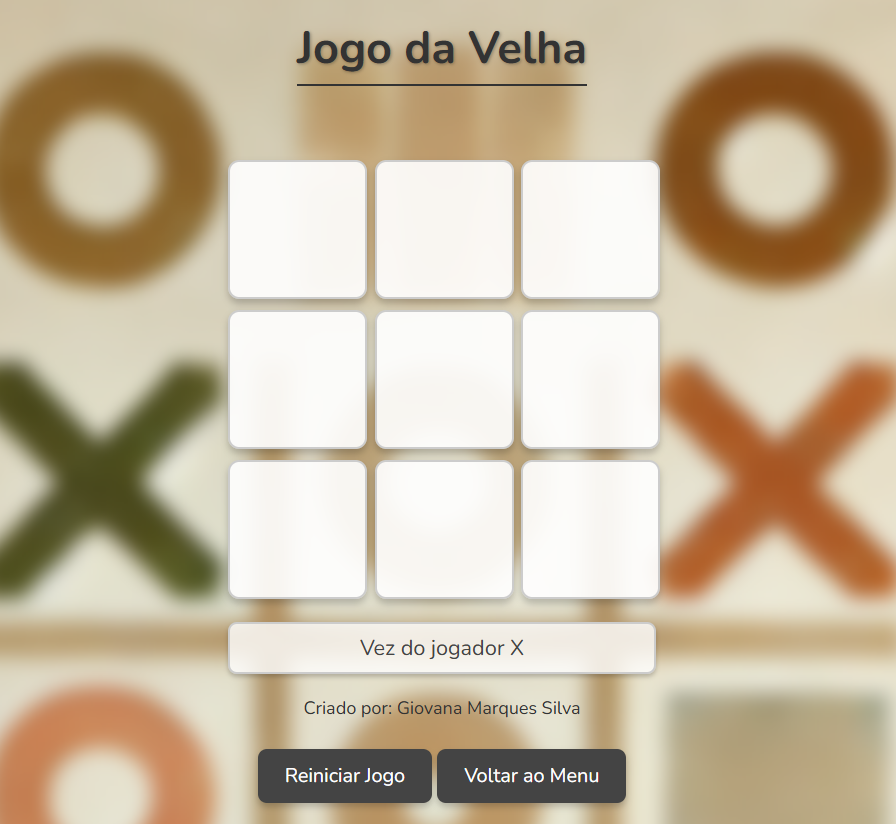 Jogo da Velha
Vez do jogador X
Criado por: Giovana Marques Silva
Reiniciar Jogo
Voltar ao Menu